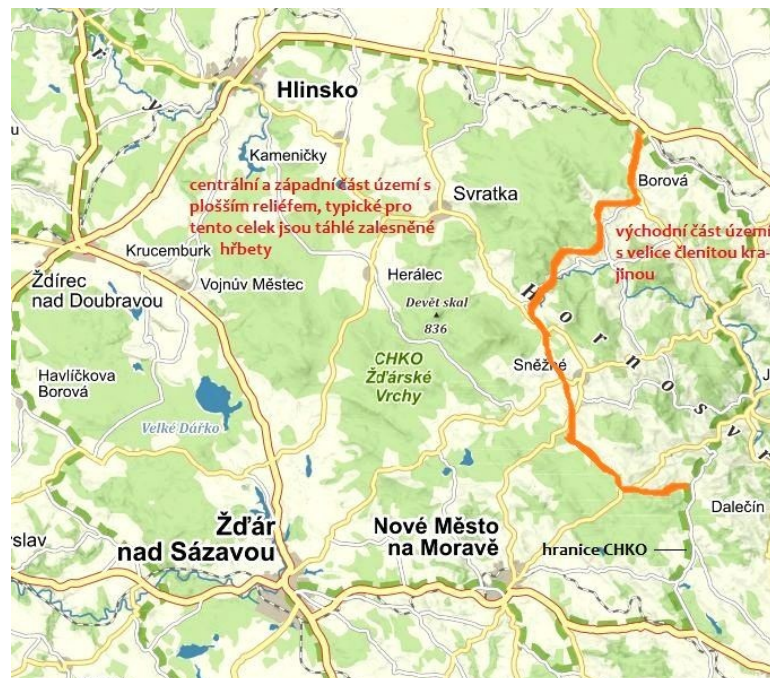 Hlinsko
Kameničky
centrální a západní část území s
plošším reliéfem, typické pro
tento celek jsou táhlé zalesněné
hřbety
Svratka
Borová
východní část území
s velice členitou kra-
jinou
Krucemburk
Ždírec
nad Doubravou
Vojnův Městec
Herálec
Devět skal
836
H o r n o s v r
CHKO
Žďárské
Vrchy
Sněžné
Havlíčkova
Borová
Velké Dářko
Žďár
nad Sázavou
Nové Město
na Moravě
Dalečín
hranice CHKO
yslav